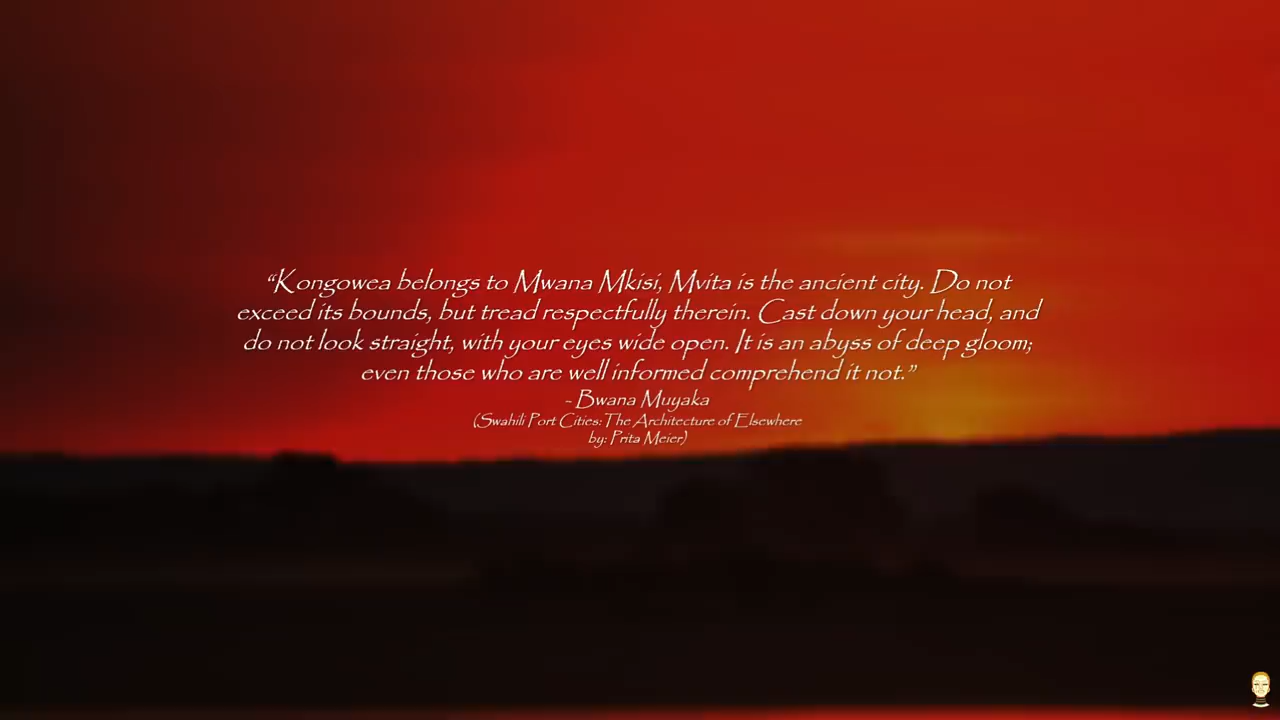 “Kongowea belongs to Mwana Mkisi, Mvita is the ancient city. Do not
exceed its bounds, but tread respectfully therein. Cast down your head, and
do not look straight, with your eyes wide open. It is an abyss of deep gloom;
even those who are well informed comprehend it not.”
- Bwana Muyaka
(Swahili Port Cities: The Architecture of Elsewhere
by: Prita Meier)